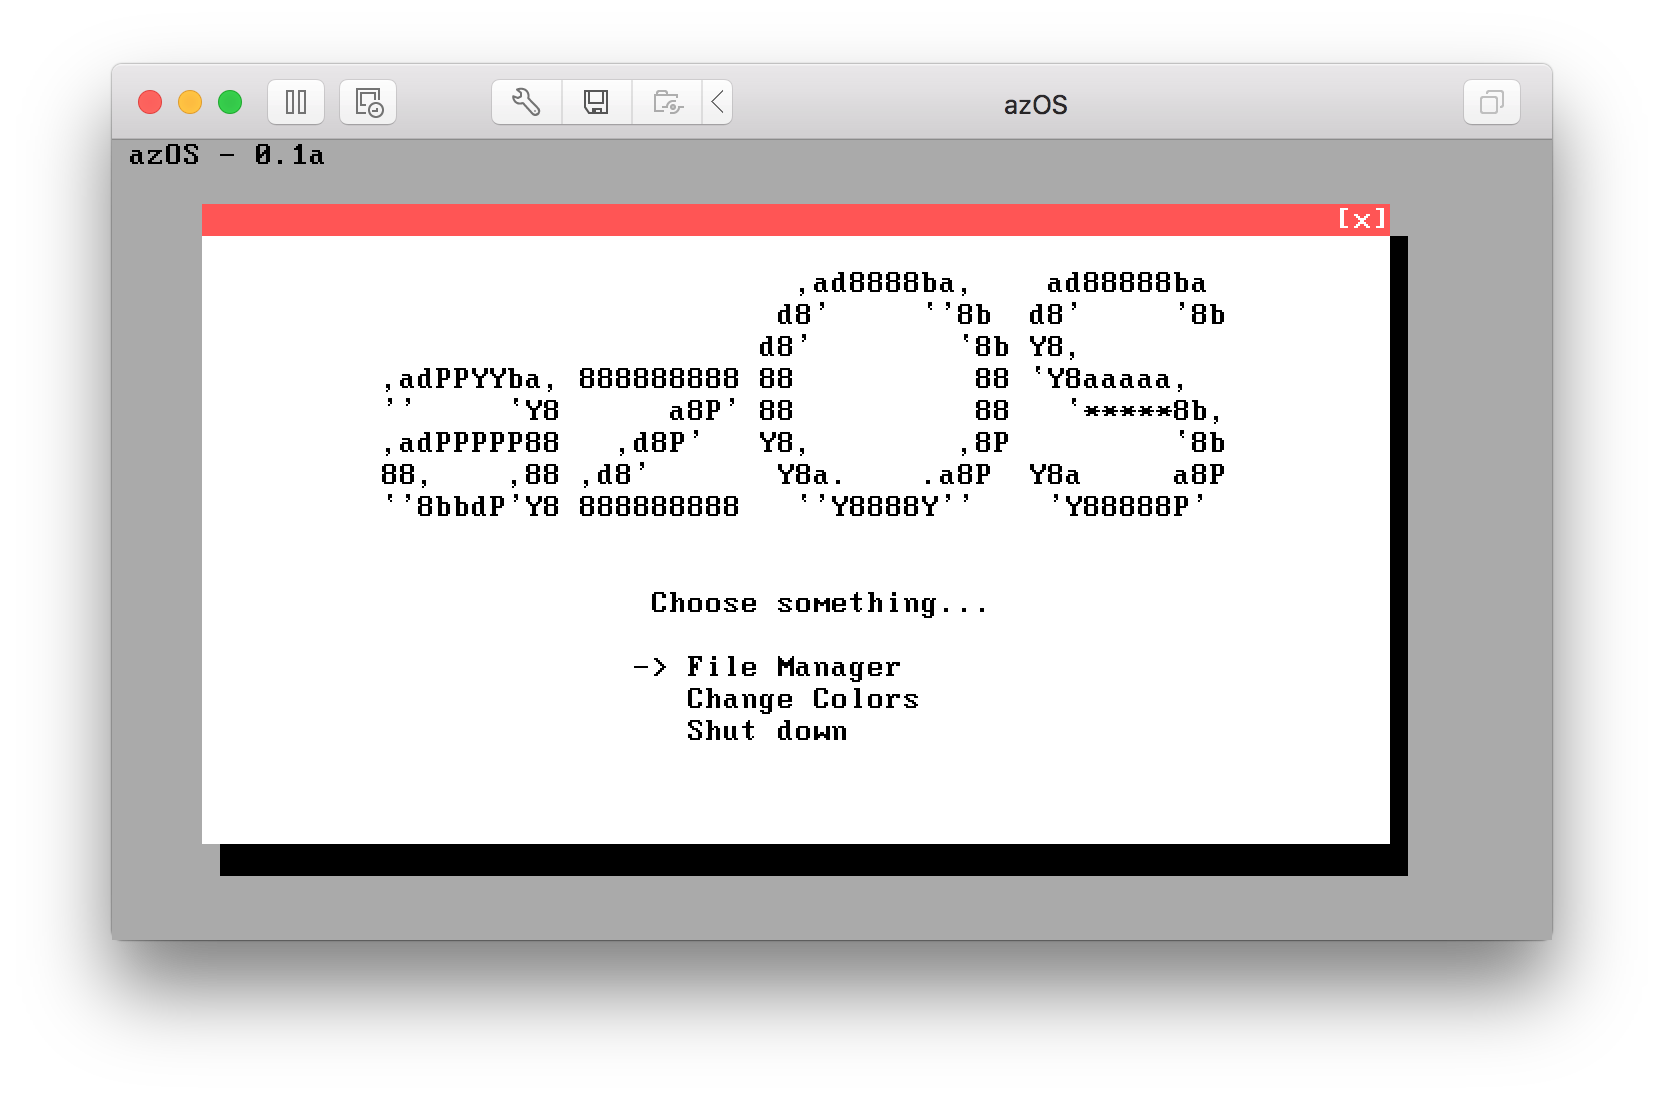 azOS
azOS - 0.1a
[x]
                       ,ad8888ba,    ad88888ba
                      d8'     `'8b  d8'     '8b
                     d8'        `8b Y8,
,adPPYYba, 888888888 88          88 `Y8aaaaa,
''     `Y8      a8P' 88          88   `*****8b,
,adPPPPP88   ,d8P'   Y8,        ,8P         `8b
88,    ,88 ,d8'       Y8a.    .a8P  Y8a     a8P
`'8bbdP'Y8 888888888   `'Y8888Y''    'Y88888P'
Choose something...
-> File Manager
Change Colors
Shut down